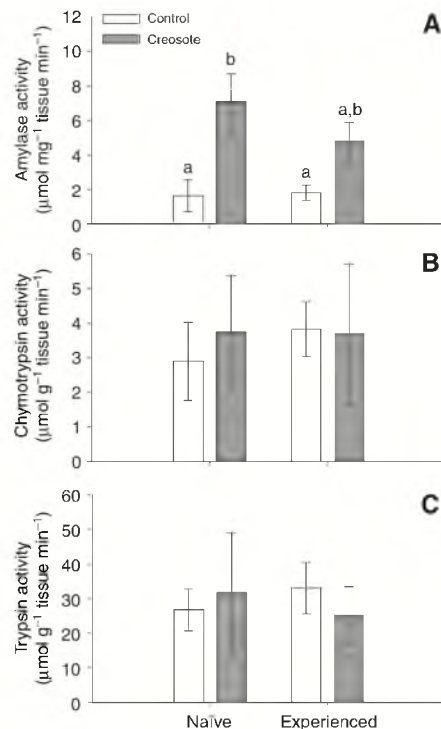 12
Control
A
Creosote
10
b
8
a,b
6
4
a
a
2
0
Amylase activity
(μmol mg⁻¹ tissue min⁻¹)
6
B
5
4
3
2
1
0
Chymotrypsin activity
(μmol g⁻¹ tissue min⁻¹)
60
C
50
40
30
20
10
0
Trypsin activity
(μmol g⁻¹ tissue min⁻¹)
Naïve Experienced